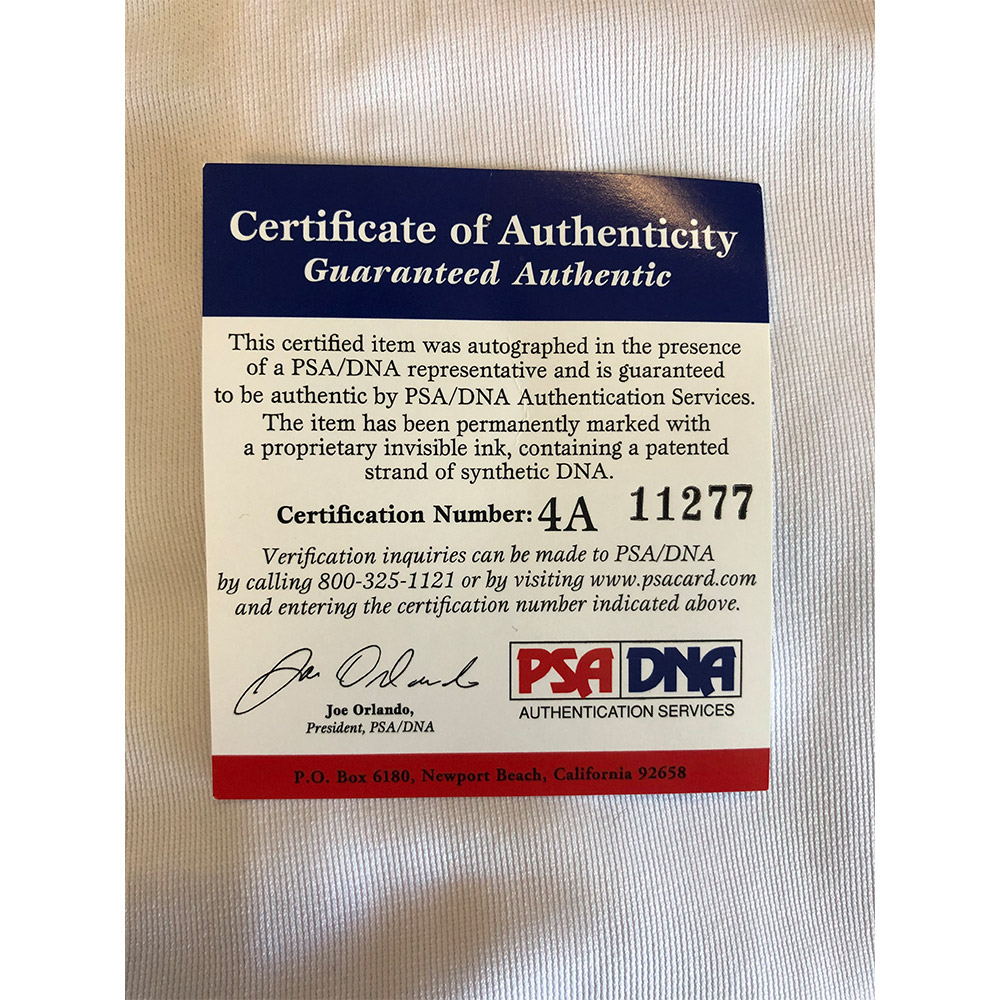 Certificate of Authenticity
Guaranteed Authentic
This certified item was autographed in the presence
of a PSA/DNA representative and is guaranteed
to be authentic by PSA/DNA Authentication Services.
The item has been permanently marked with
a proprietary invisible ink, containing a patented
strand of synthetic DNA.
Certification Number: 4A 11277
Verification inquiries can be made to PSA/DNA
by calling 800-325-1121 or by visiting www.psacard.com
and entering the certification number indicated above.
Joe Orlando
Joe Orlando,
President, PSA/DNA
PSA DNA
AUTHENTICATION SERVICES
P.O. Box 6180, Newport Beach, California 92658